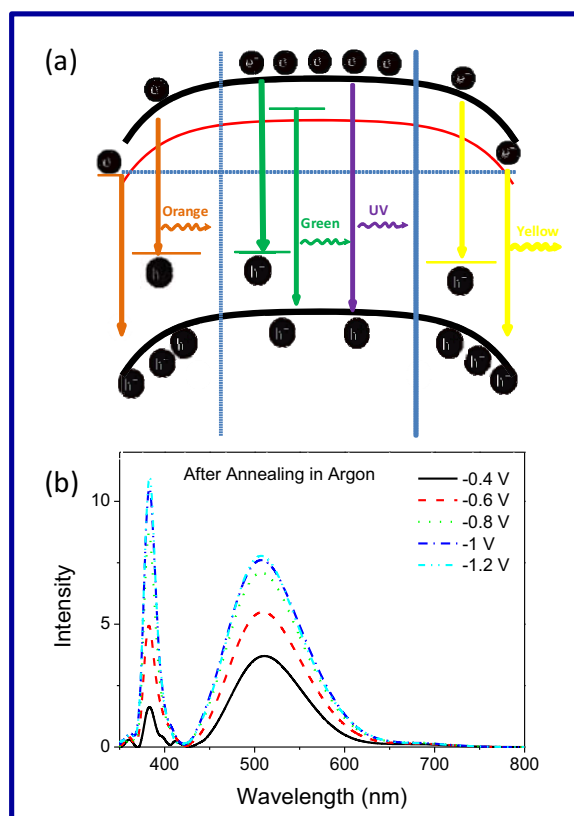 (a)
e⁻ e⁻ e⁻ e⁻ e⁻
e⁻ e⁻
e⁻ e⁻
Orange Green UV Yellow
h⁻ h⁻ h⁻
h⁻ h⁻
h⁻ h⁻ h⁻ h⁻ h⁻ h⁻
(b)
After Annealing in Argon
-0.4 V
-0.6 V
-0.8 V
-1 V
-1.2 V
10
5
0
Intensity
400 500 600 700 800
Wavelength (nm)